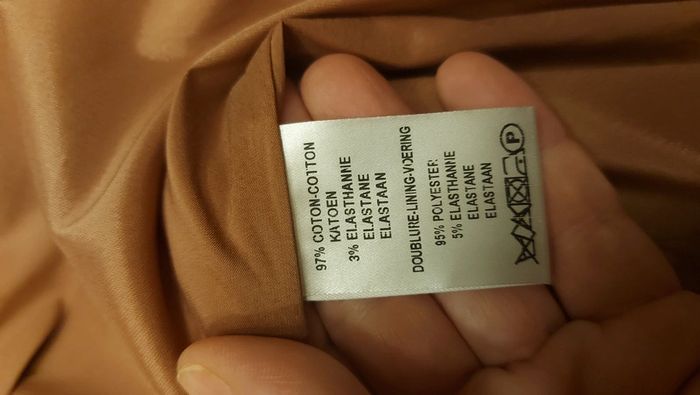 97% COTON-COTTON
KATOEN
3% ELASTHANNE
ELASTANE
ELASTAAN
DOUBLURE-LINING-VOERING
95% POLYESTER
5% ELASTHANNE
ELASTANE
ELASTAAN
P